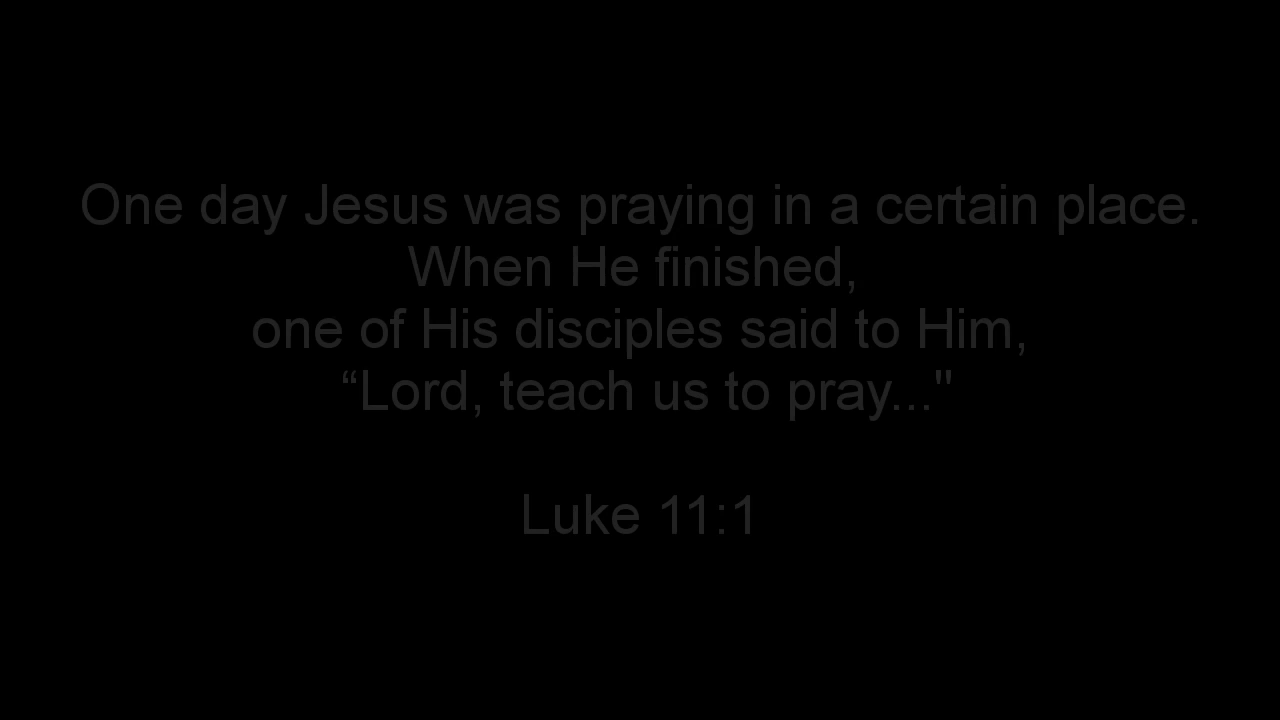 One day Jesus was praying in a certain place.
When He finished,
one of His disciples said to Him,
“Lord, teach us to pray..."
Luke 11:1